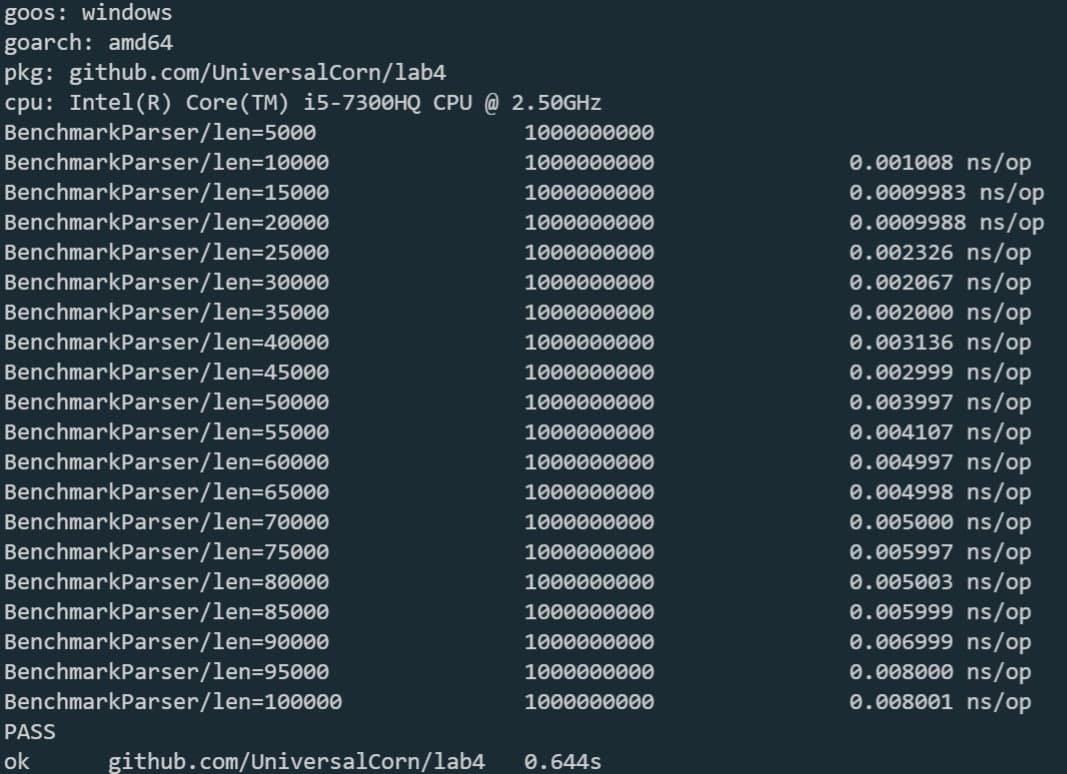 goos: windows
goarch: amd64
pkg: github.com/UniversalCorn/lab4
cpu: Intel(R) Core(TM) i5-7300HQ CPU @ 2.50GHz
BenchmarkParser/len=5000 1000000000
BenchmarkParser/len=10000 1000000000 0.001008 ns/op
BenchmarkParser/len=15000 1000000000 0.0009983 ns/op
BenchmarkParser/len=20000 1000000000 0.0009988 ns/op
BenchmarkParser/len=25000 1000000000 0.002326 ns/op
BenchmarkParser/len=30000 1000000000 0.002067 ns/op
BenchmarkParser/len=35000 1000000000 0.002000 ns/op
BenchmarkParser/len=40000 1000000000 0.003136 ns/op
BenchmarkParser/len=45000 1000000000 0.002999 ns/op
BenchmarkParser/len=50000 1000000000 0.003997 ns/op
BenchmarkParser/len=55000 1000000000 0.004107 ns/op
BenchmarkParser/len=60000 1000000000 0.004997 ns/op
BenchmarkParser/len=65000 1000000000 0.004998 ns/op
BenchmarkParser/len=70000 1000000000 0.005000 ns/op
BenchmarkParser/len=75000 1000000000 0.005997 ns/op
BenchmarkParser/len=80000 1000000000 0.005003 ns/op
BenchmarkParser/len=85000 1000000000 0.005999 ns/op
BenchmarkParser/len=90000 1000000000 0.006999 ns/op
BenchmarkParser/len=95000 1000000000 0.008000 ns/op
BenchmarkParser/len=100000 1000000000 0.008001 ns/op
PASS
ok github.com/UniversalCorn/lab4 0.644s